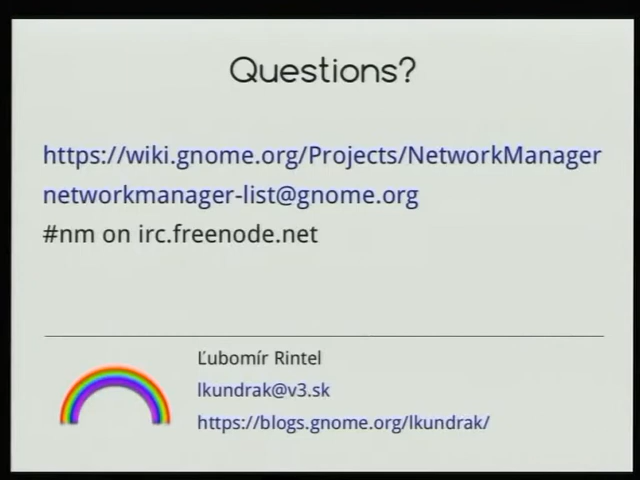 Questions?
https://wiki.gnome.org/Projects/NetworkManager
networkmanager-list@gnome.org
#nm on irc.freenode.net
Ľubomír Rintel
lkundrak@v3.sk
https://blogs.gnome.org/lkundrak/